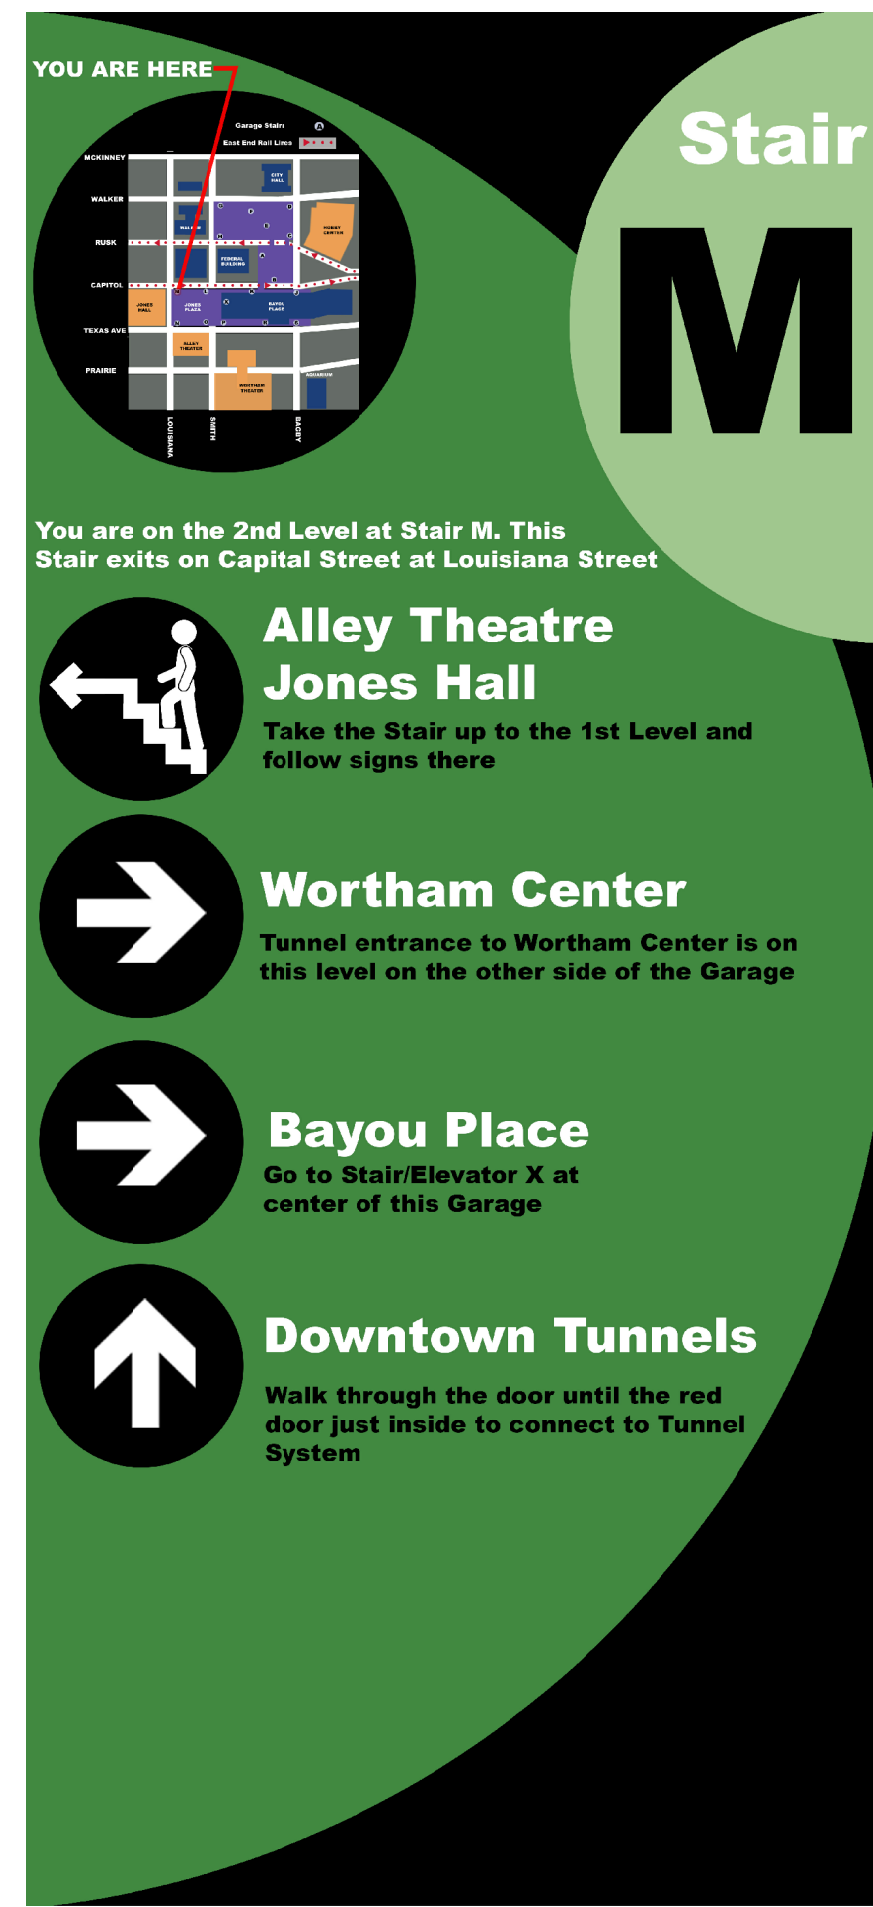 YOU ARE HERE
Stair
M
Garage Stair:
A
East End Rail Lines
MCKINNEY
CITY
HALL
WALKER
HOBBY
CENTER
RUSK
FEDERAL
BUILDING
CAPITOL
JONES
HALL
JONES
PLAZA
X
BAYOU
PLACE
TEXAS AVE
ALLEY
THEATER
PRAIRIE
WORTHAM
THEATER
AQUARIUM
LOUISIANA
SMITH
BAGBY
You are on the 2nd Level at Stair M. This
Stair exits on Capital Street at Louisiana Street
Alley Theatre
Jones Hall
Take the Stair up to the 1st Level and
follow signs there
Wortham Center
Tunnel entrance to Wortham Center is on
this level on the other side of the Garage
Bayou Place
Go to Stair/Elevator X at
center of this Garage
Downtown Tunnels
Walk through the door until the red
door just inside to connect to Tunnel
System